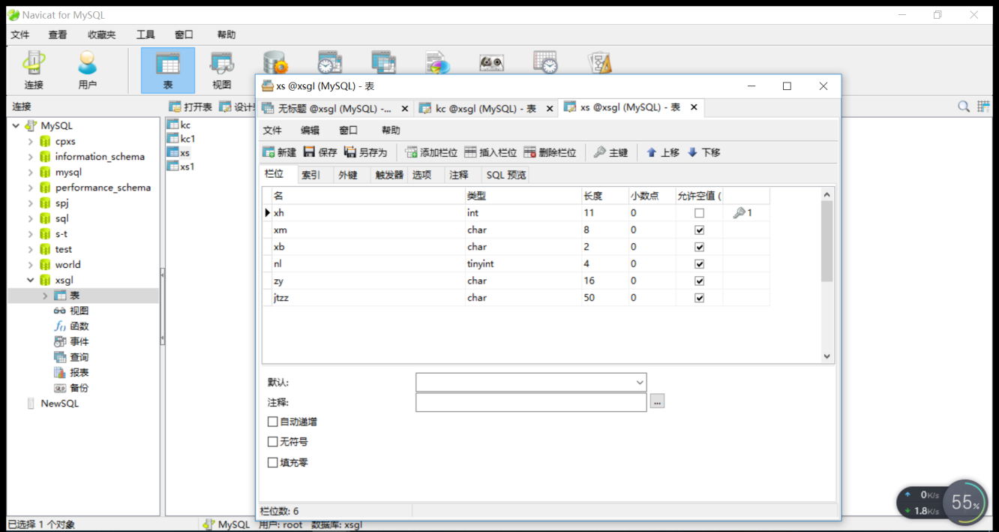 Navicat for MySQL
文件 查看 收藏夹 工具 窗口 帮助
连接 用户 表 视图
xs @xsgl (MySQL) - 表
连接
打开表 设计
无标题 @xsgl (MySQL) -... kc @xsgl (MySQL) - 表 xs @xsgl (MySQL) - 表
文件 编辑 窗口 帮助
新建 保存 另存为 添加栏位 插入栏位 删除栏位 主键 上移 下移
栏位 索引 外键 触发器 选项 注释 SQL 预览
名 类型 长度 小数点 允许空值 (
xh int 11 0 1
xm char 8 0
xb char 2 0
nl tinyint 4 0
zy char 16 0
jtzz char 50 0
默认:
注释: ...
自动递增
无符号
填充零
栏位数: 6
MySQL
cpxs
information_schema
mysql
performance_schema
spj
sql
s-t
test
world
xsgl
表
视图
函数
事件
查询
报表
备份
NewSQL
kc
kc1
xs
xs1
0K/s
1.8K/s
55%
已选择 1 个对象 MySQL 用户: root 数据库: xsgl